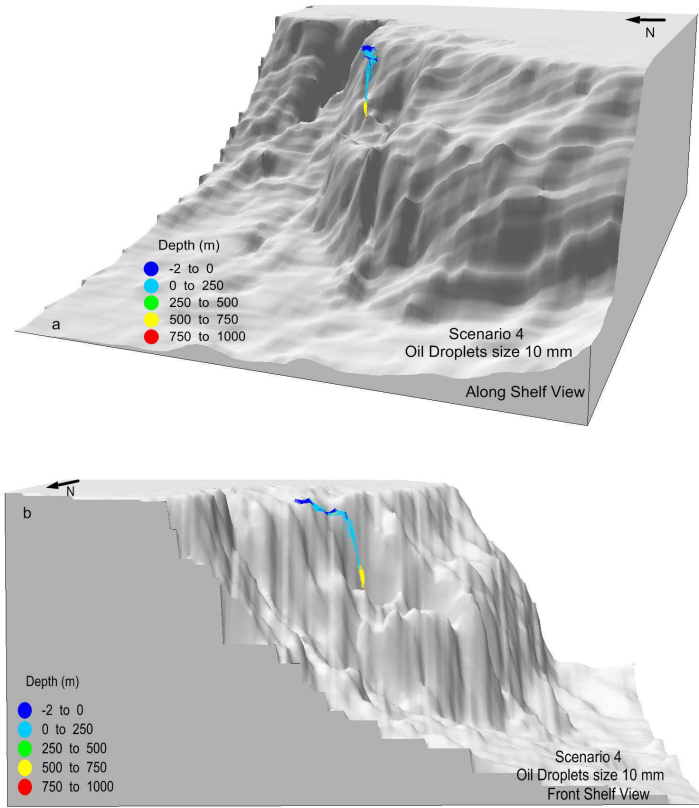 N
Depth (m)
-2 to 0
0 to 250
250 to 500
500 to 750
750 to 1000
a
Scenario 4
Oil Droplets size 10 mm
Along Shelf View
N
b
Depth (m)
-2 to 0
0 to 250
250 to 500
500 to 750
750 to 1000
Scenario 4
Oil Droplets size 10 mm
Front Shelf View